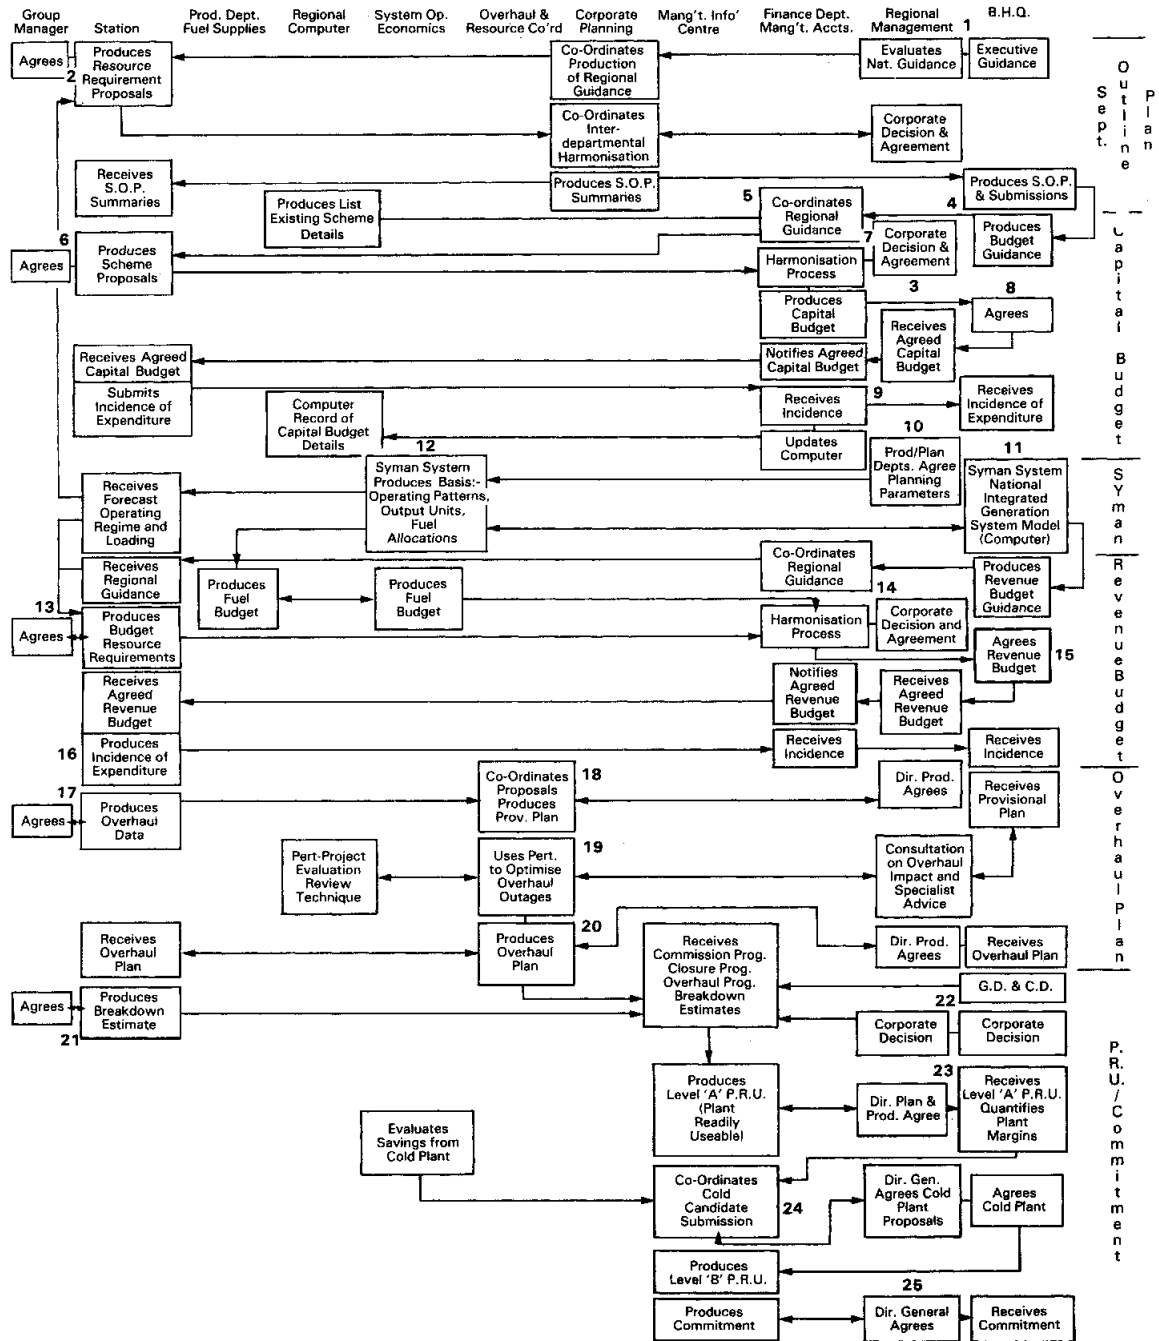 Group
Manager
Station
Prod. Dept.
Fuel Supplies
Regional
Computer
System Op.
Economics
Overhaul &
Resource Co'rd
Corporate
Planning
Mang't. Info'
Centre
Finance Dept.
Mang't. Accts.
Regional
Management
1
B.H.Q.
Agrees
2
Produces
Resource
Requirement
Proposals
Co-Ordinates
Production
of Regional
Guidance
Evaluates
Nat. Guidance
Executive
Guidance
Outline
Plan
Sept.
Co-Ordinates
Inter-
departmental
Harmonisation
Corporate
Decision &
Agreement
Receives
S.O.P.
Summaries
Produces S.O.P.
Summaries
Produces S.O.P.
& Submissions
Produces List
Existing Scheme
Details
5
Co-ordinates
Regional
Guidance
4
7
Corporate
Decision &
Agreement
Produces
Budget
Guidance
6
Agrees
Produces
Scheme
Proposals
Harmonisation
Process
Capital
Budget
Produces
Capital
Budget
3
8
Agrees
Receives
Agreed
Capital
Budget
Receives Agreed
Capital Budget
Notifies Agreed
Capital Budget
Submits
Incidence of
Expenditure
Receives
Incidence
9
Receives
Incidence of
Expenditure
Computer
Record of
Capital Budget
Details
Updates
Computer
10
Prod/Plan
Depts. Agree
Planning
Parameters
12
Syman System
Produces Basis:-
Operating Patterns,
Output Units,
Fuel
Allocations
11
Syman System
National
Integrated
Generation
System Model
(Computer)
SYman
Receives
Forecast
Operating
Regime and
Loading
Receives
Regional
Guidance
Co-Ordinates
Regional
Guidance
Produces
Revenue
Budget
Guidance
Revenue Budget
Produces
Fuel
Budget
Produces
Fuel
Budget
13
Agrees
Produces
Budget
Resource
Requirements
Harmonisation
Process
14
Corporate
Decision and
Agreement
Agrees
Revenue
Budget
15
Receives
Agreed
Revenue
Budget
Notifies
Agreed
Revenue
Budget
Receives
Agreed
Revenue
Budget
16
Produces
Incidence of
Expenditure
Receives
Incidence
Receives
Incidence
17
Agrees
Produces
Overhaul
Data
Co-Ordinates
Proposals
Produces
Prov. Plan
18
Dir. Prod.
Agrees
Receives
Provisional
Plan
Overhaul Plan
Pert-Project
Evaluation
Review
Technique
Uses Pert.
to Optimise
Overhaul
Outages
19
Consultation
on Overhaul
Impact and
Specialist
Advice
Receives
Overhaul
Plan
Produces
Overhaul
Plan
20
Receives
Commission Prog.
Closure Prog.
Overhaul Prog.
Breakdown
Estimates
Dir. Prod.
Agrees
Receives
Overhaul Plan
Agrees
Produces
Breakdown
Estimate
21
G.D. & C.D.
22
Corporate
Decision
Corporate
Decision
P.R.U./Commitment
Produces
Level 'A' P.R.U.
(Plant
Readily
Useable)
23
Dir. Plan &
Prod. Agree
Receives
Level 'A' P.R.U.
Quantifies
Plant
Margins
Evaluates
Savings from
Cold Plant
Co-Ordinates
Cold
Candidate
Submission
24
Dir. Gen.
Agrees Cold
Plant
Proposals
Agrees
Cold Plant
Produces
Level 'B' P.R.U.
25
Produces
Commitment
Dir. General
Agrees
Receives
Commitment